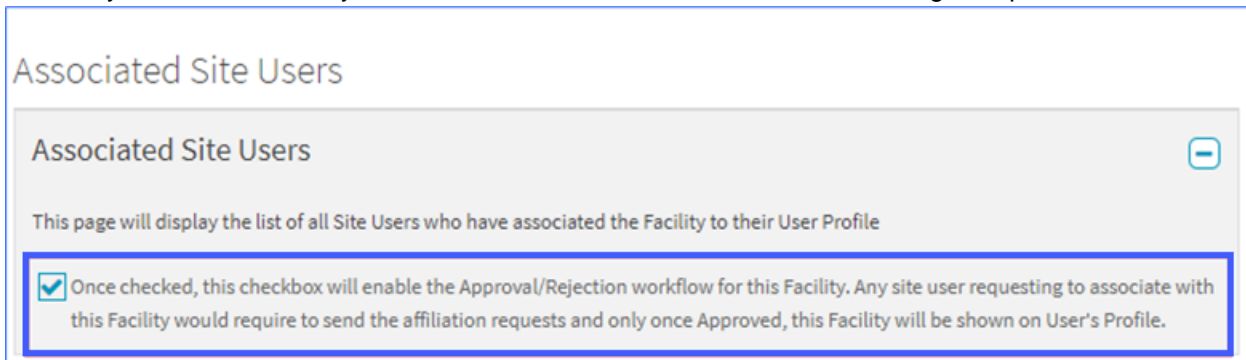 Associated Site Users
Associated Site Users
This page will display the list of all Site Users who have associated the Facility to their User Profile
Once checked, this checkbox will enable the Approval/Rejection workflow for this Facility. Any site user requesting to associate with
this Facility would require to send the affiliation requests and only once Approved, this Facility will be shown on User's Profile.